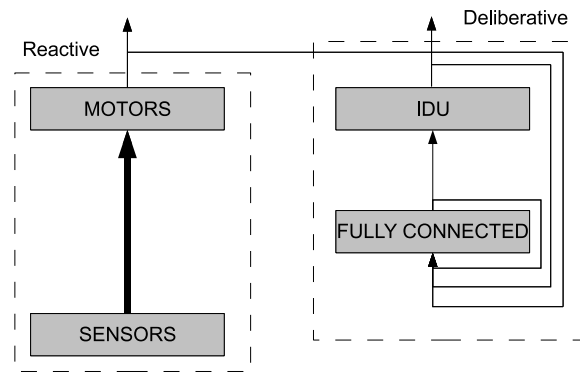 Deliberative
Reactive
MOTORS
IDU
FULLY CONNECTED
SENSORS